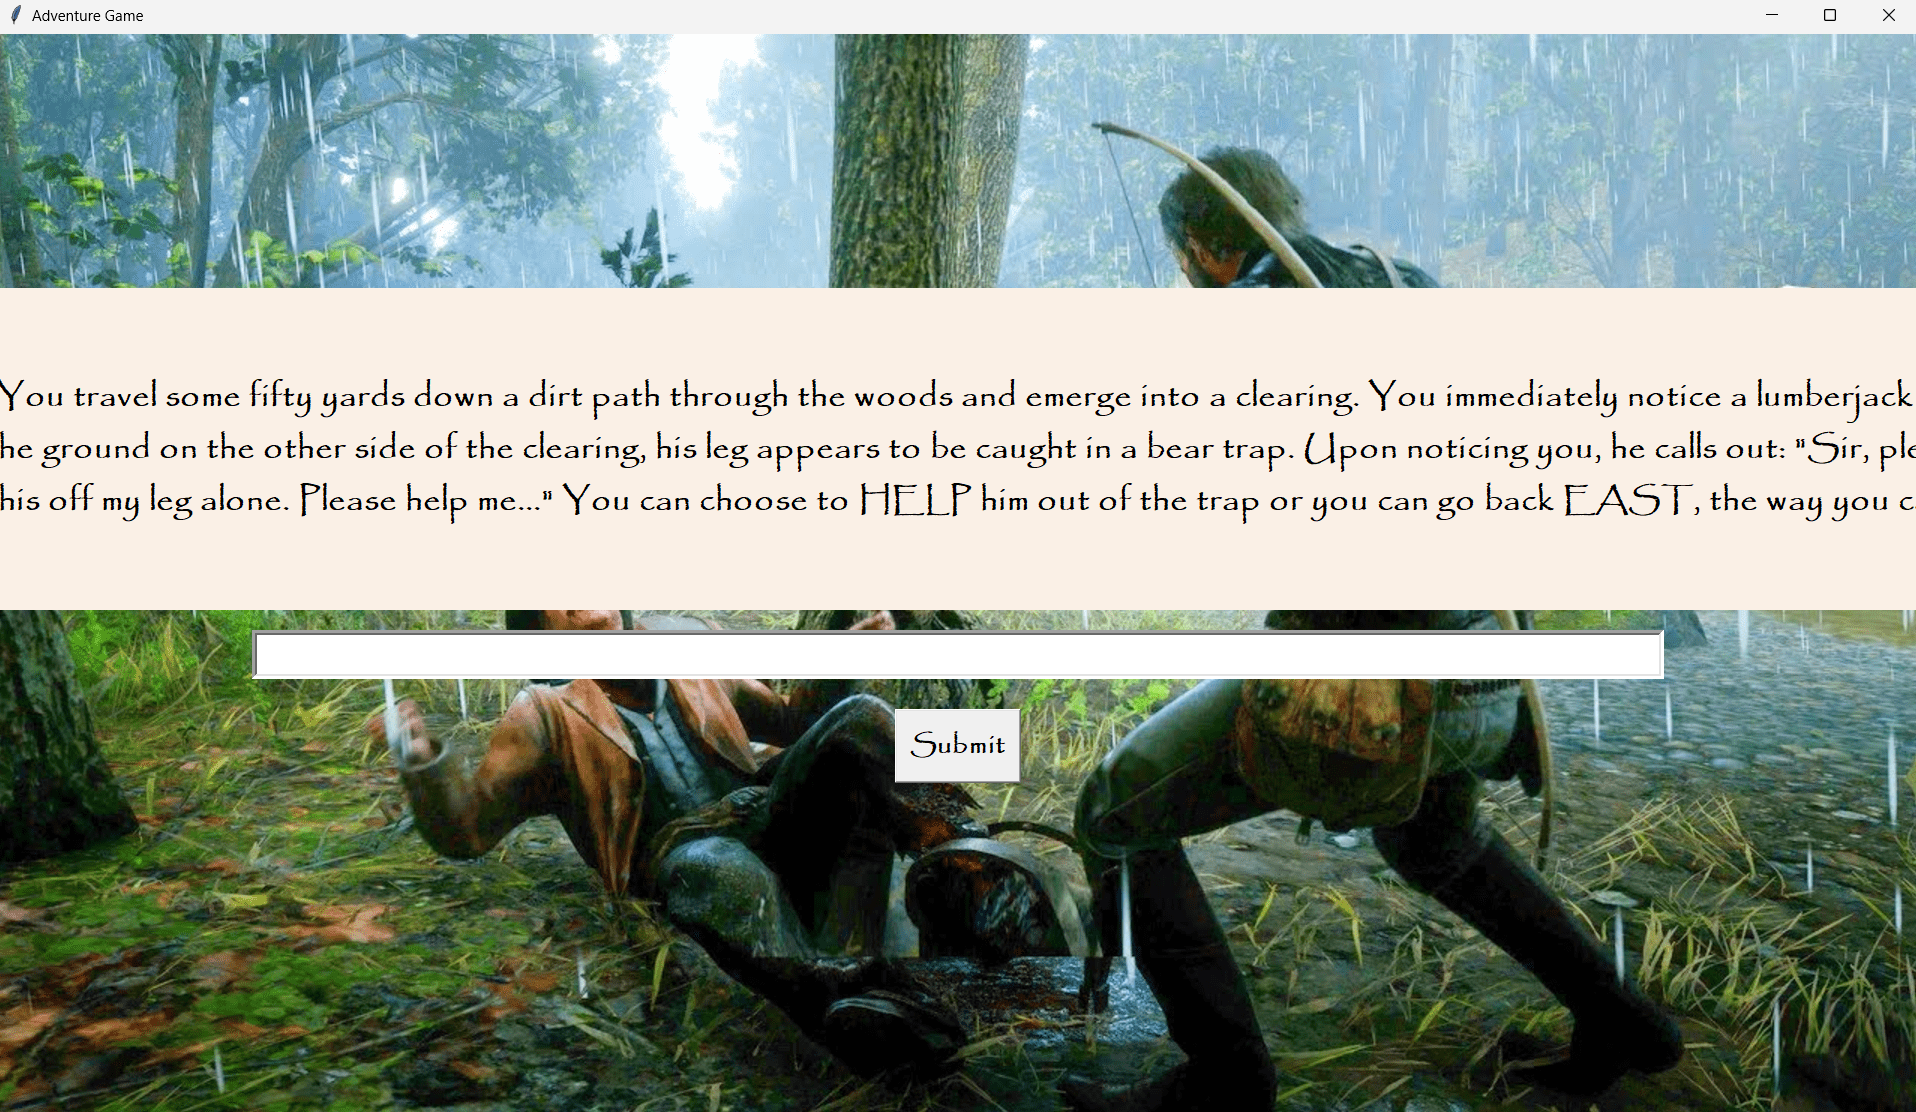 Adventure Game
You travel some fifty yards down a dirt path through the woods and emerge into a clearing. You immediately notice a lumberjack
he ground on the other side of the clearing, his leg appears to be caught in a bear trap. Upon noticing you, he calls out: "Sir, ple
his off my leg alone. Please help me..." You can choose to HELP him out of the trap or you can go back EAST, the way you c
Submit